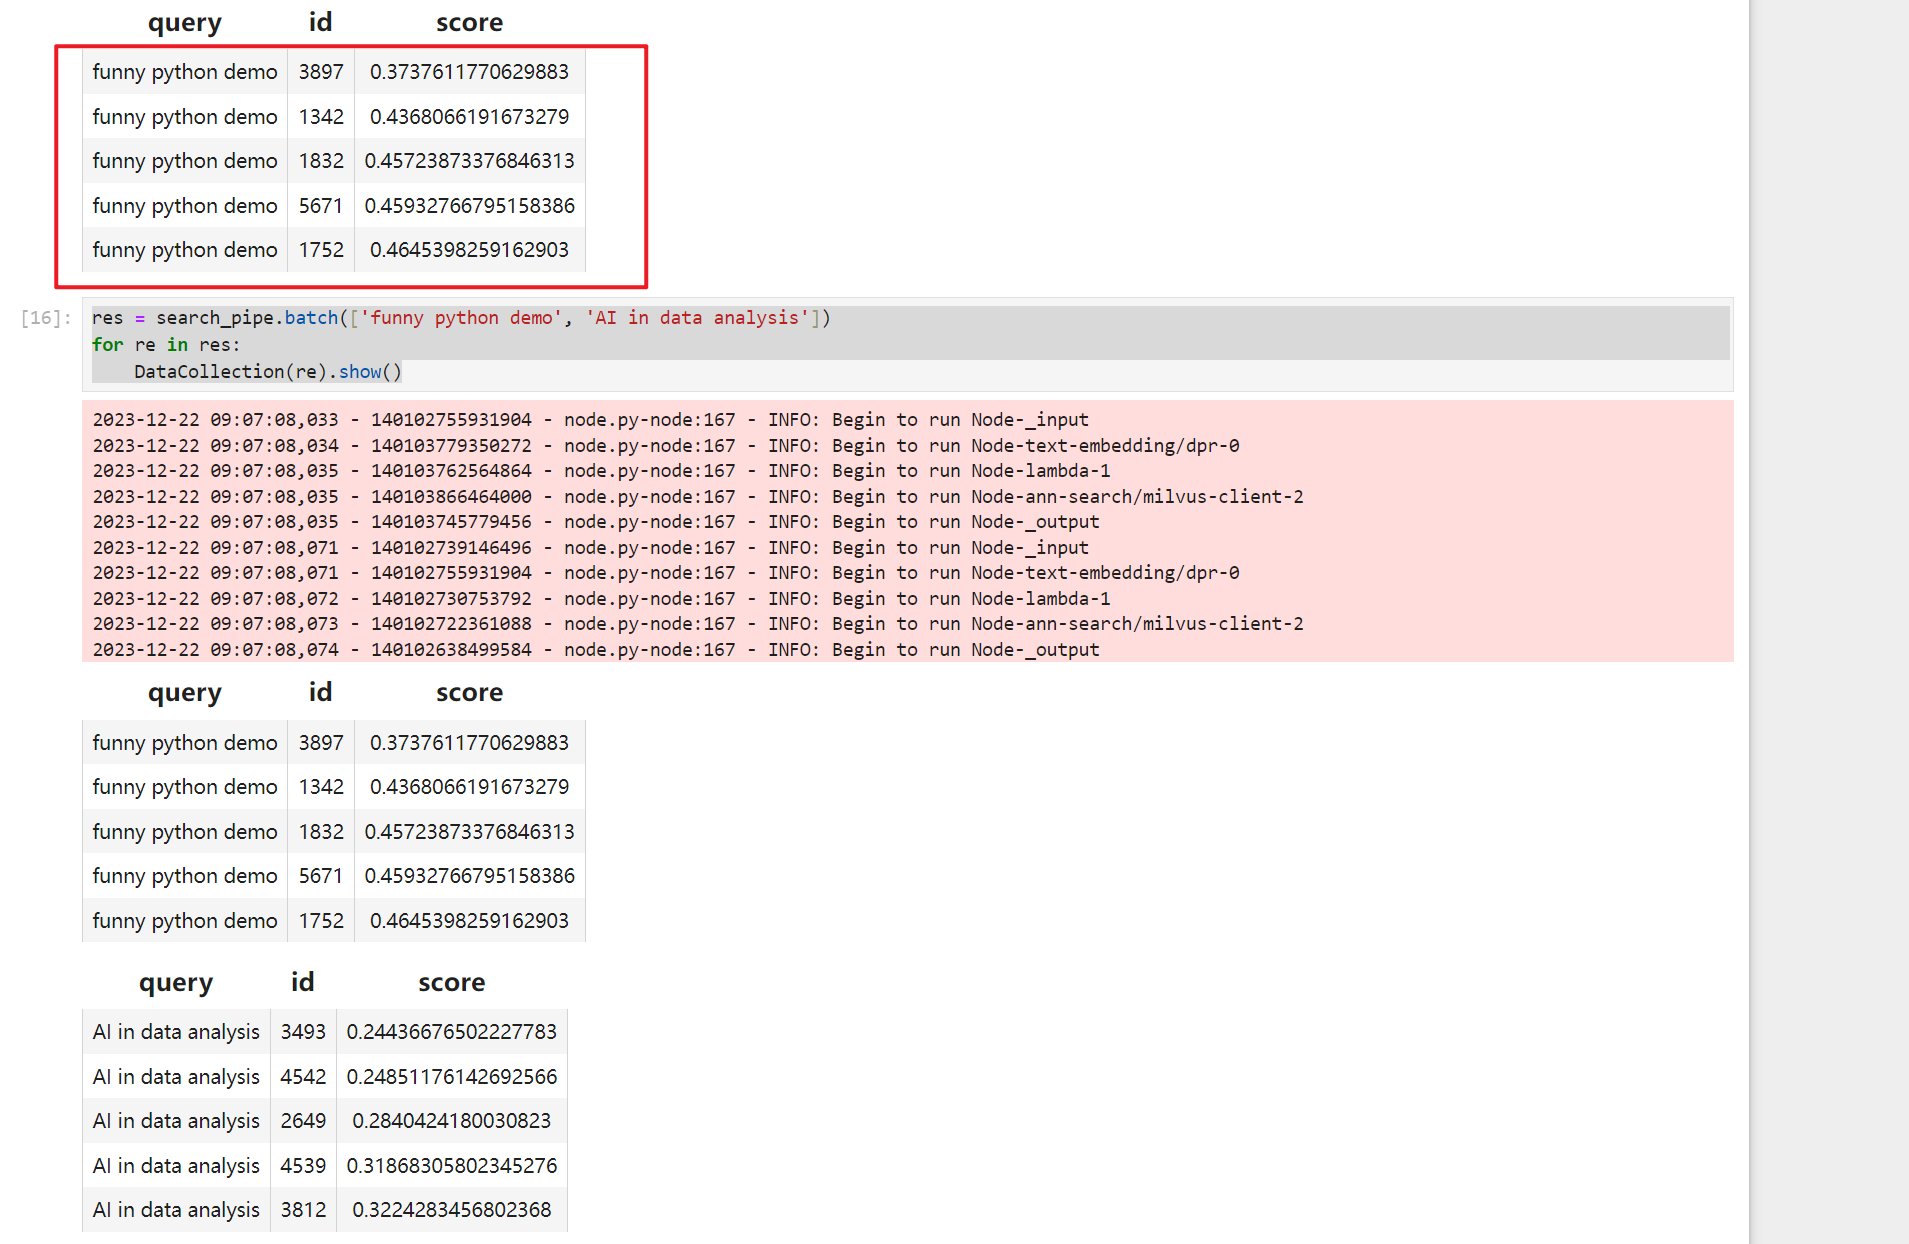 query id score
funny python demo 3897 0.3737611770629883
funny python demo 1342 0.4368066191673279
funny python demo 1832 0.45723873376846313
funny python demo 5671 0.45932766795158386
funny python demo 1752 0.4645398259162903
[16]: res = search_pipe.batch(['funny python demo', 'AI in data analysis'])
for re in res:
    DataCollection(re).show()
2023-12-22 09:07:08,033 - 140102755931904 - node.py-node:167 - INFO: Begin to run Node-_input
2023-12-22 09:07:08,034 - 140103779350272 - node.py-node:167 - INFO: Begin to run Node-text-embedding/dpr-0
2023-12-22 09:07:08,035 - 140103762564864 - node.py-node:167 - INFO: Begin to run Node-lambda-1
2023-12-22 09:07:08,035 - 140103866464000 - node.py-node:167 - INFO: Begin to run Node-ann-search/milvus-client-2
2023-12-22 09:07:08,035 - 140103745779456 - node.py-node:167 - INFO: Begin to run Node-_output
2023-12-22 09:07:08,071 - 140102739146496 - node.py-node:167 - INFO: Begin to run Node-_input
2023-12-22 09:07:08,071 - 140102755931904 - node.py-node:167 - INFO: Begin to run Node-text-embedding/dpr-0
2023-12-22 09:07:08,072 - 140102730753792 - node.py-node:167 - INFO: Begin to run Node-lambda-1
2023-12-22 09:07:08,073 - 140102722361088 - node.py-node:167 - INFO: Begin to run Node-ann-search/milvus-client-2
2023-12-22 09:07:08,074 - 140102638499584 - node.py-node:167 - INFO: Begin to run Node-_output
query id score
funny python demo 3897 0.3737611770629883
funny python demo 1342 0.4368066191673279
funny python demo 1832 0.45723873376846313
funny python demo 5671 0.45932766795158386
funny python demo 1752 0.4645398259162903
query id score
AI in data analysis 3493 0.24436676502227783
AI in data analysis 4542 0.24851176142692566
AI in data analysis 2649 0.2840424180030823
AI in data analysis 4539 0.31868305802345276
AI in data analysis 3812 0.3224283456802368